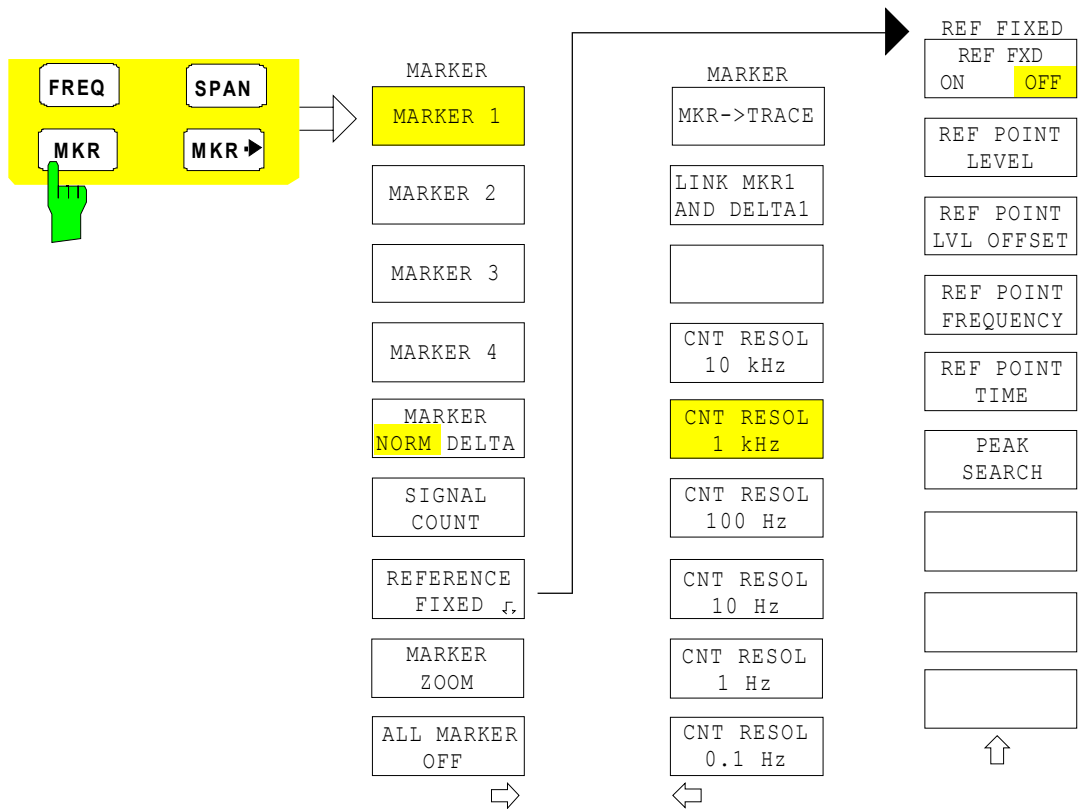 FREQ
SPAN
MKR
MKR
MARKER
MARKER 1
MARKER 2
MARKER 3
MARKER 4
MARKER
NORM DELTA
SIGNAL
COUNT
REFERENCE
FIXED
MARKER
ZOOM
ALL MARKER
OFF
MARKER
MKR->TRACE
LINK MKR1
AND DELTA1
CNT RESOL
10 kHz
CNT RESOL
1 kHz
CNT RESOL
100 Hz
CNT RESOL
10 Hz
CNT RESOL
1 Hz
CNT RESOL
0.1 Hz
REF FIXED
REF FXD
ON OFF
REF POINT
LEVEL
REF POINT
LVL OFFSET
REF POINT
FREQUENCY
REF POINT
TIME
PEAK
SEARCH